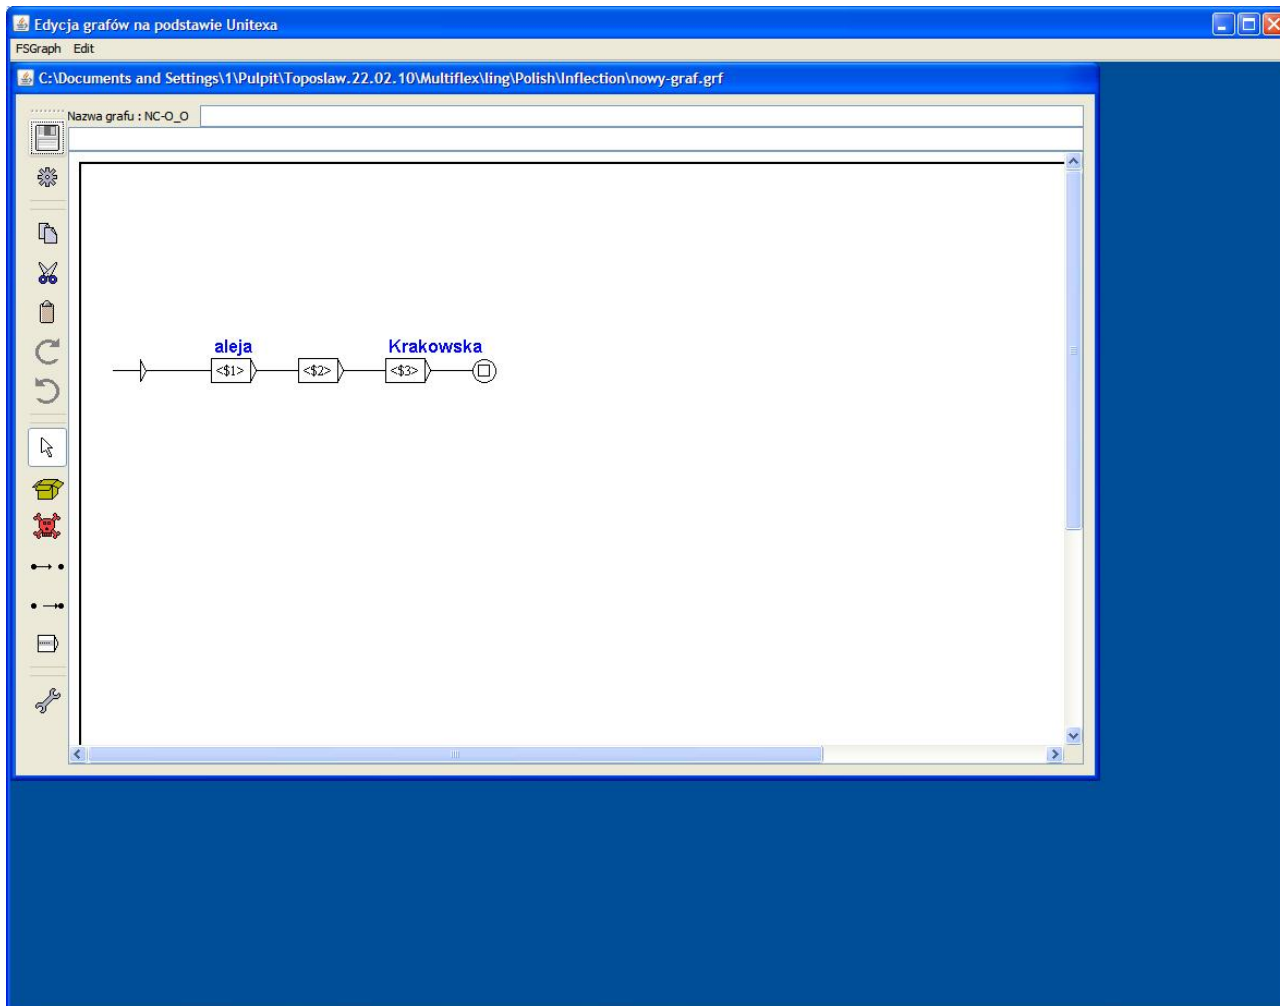 Edycja grafów na podstawie Unitexa
FSGraph Edit
C:\Documents and Settings\1\Pulpit\Toposlaw.22.02.10\Multiflex\ling\Polish\Inflection\nowy-graf.grf
Nazwa grafu : NC-O_O
aleja Krakowska
<$1> <$2> <$3>